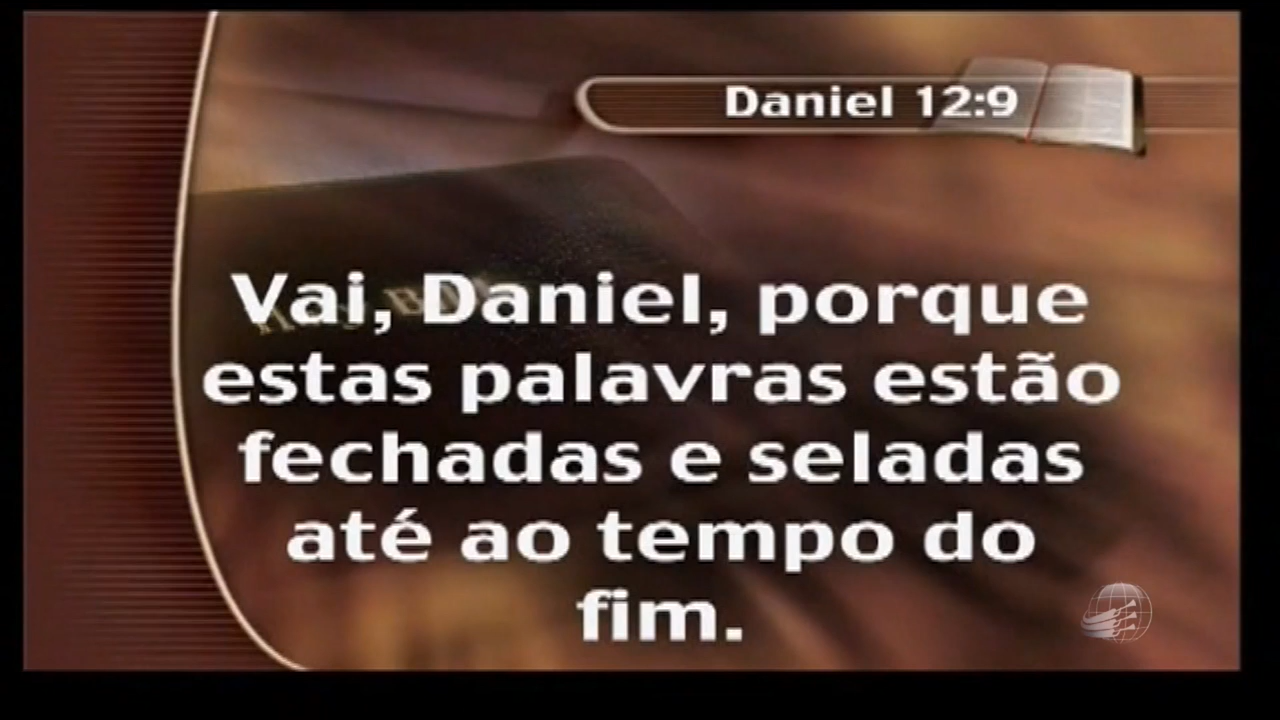 Daniel 12:9
Vai, Daniel, porque
estas palavras estão
fechadas e seladas
até ao tempo do
fim.